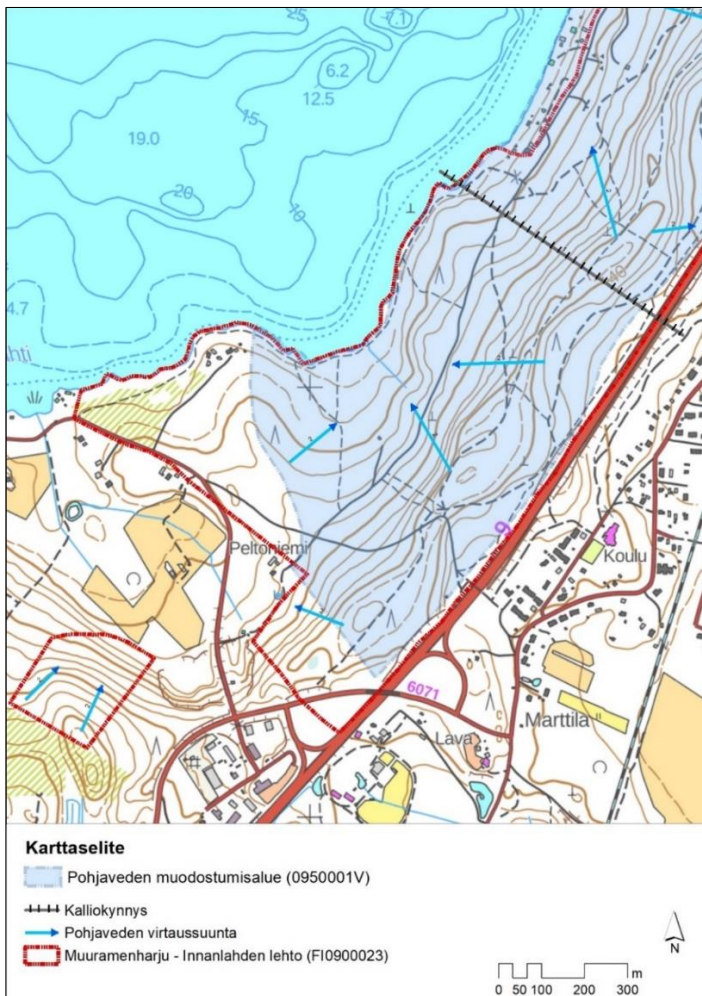 25
7.1
6.2
12.5
15
19.0
20
10
4.7
hti
40
9
Peltoniemi
Koulu
6071
Marttila
Lava
Karttaselite
Pohjaveden muodostumisalue (0950001V)
Kalliokynnys
Pohjaveden virtaussuunta
Muuramenharju - Innanlahden lehto (FI0900023)
N
m
0 50 100 200 300